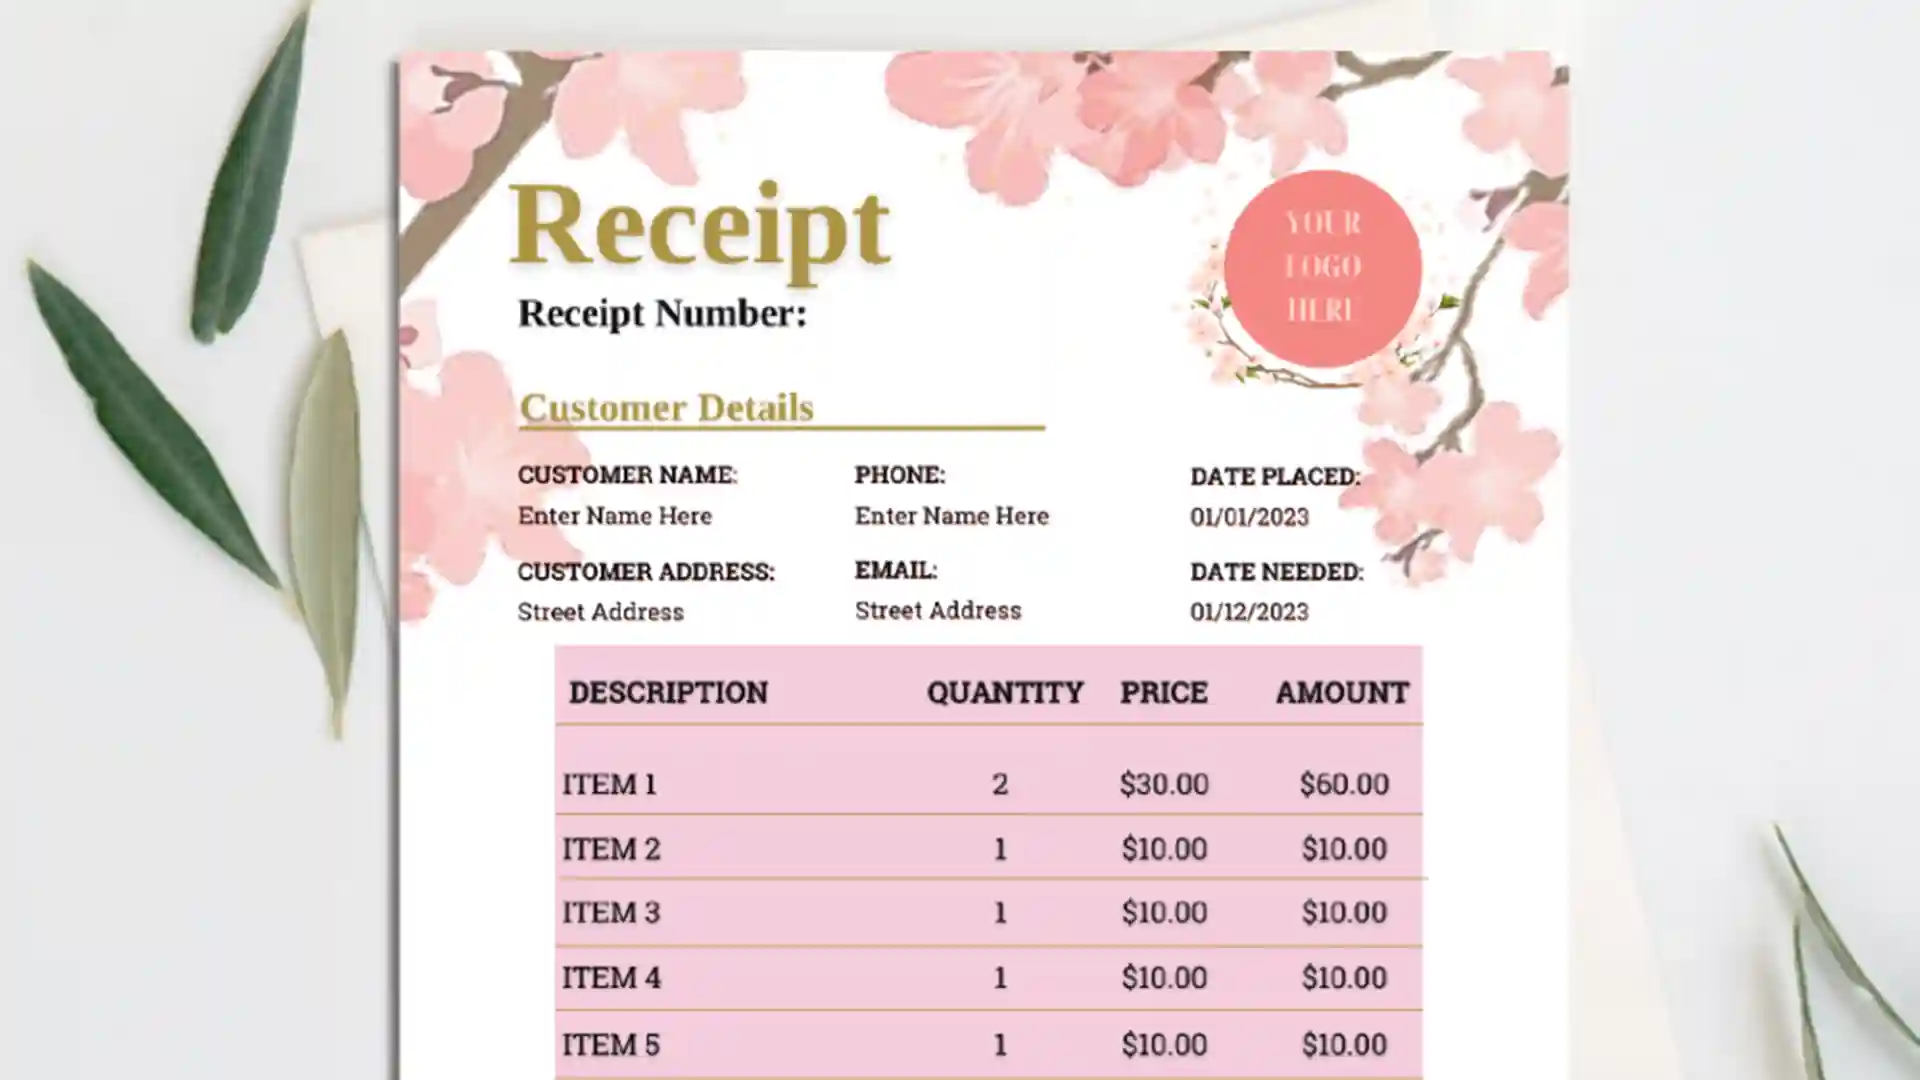 Receipt
Receipt Number:
YOUR
LOGO
HERE
Customer Details
CUSTOMER NAME: PHONE: DATE PLACED:
Enter Name Here Enter Name Here 01/01/2023
CUSTOMER ADDRESS: EMAIL: DATE NEEDED:
Street Address Street Address 01/12/2023
DESCRIPTION QUANTITY PRICE AMOUNT
ITEM 1 2 $30.00 $60.00
ITEM 2 1 $10.00 $10.00
ITEM 3 1 $10.00 $10.00
ITEM 4 1 $10.00 $10.00
ITEM 5 1 $10.00 $10.00